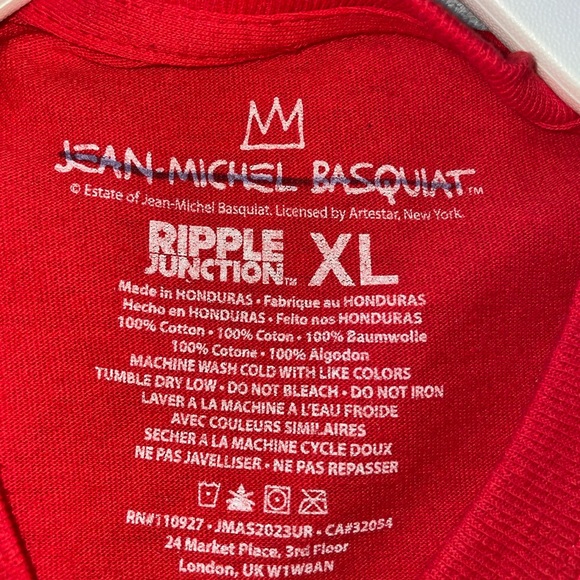 JEAN-MICHEL BASQUIAT™
© Estate of Jean-Michel Basquiat. Licensed by Artestar, New York.
RIPPLE JUNCTION™ XL
Made in HONDURAS • Fabrique au HONDURAS
Hecho en HONDURAS • Feito nos HONDURAS
100% Cotton • 100% Coton • 100% Baumwolle
100% Cotone • 100% Algodon
MACHINE WASH COLD WITH LIKE COLORS
TUMBLE DRY LOW • DO NOT BLEACH • DO NOT IRON
LAVER A LA MACHINE A L'EAU FROIDE
AVEC COULEURS SIMILAIRES
SECHER A LA MACHINE CYCLE DOUX
NE PAS JAVELLISER • NE PAS REPASSER
RN#110927 • JMAS2023UR • CA#32054
24 Market Place, 3rd Floor
London, UK W1W8AN